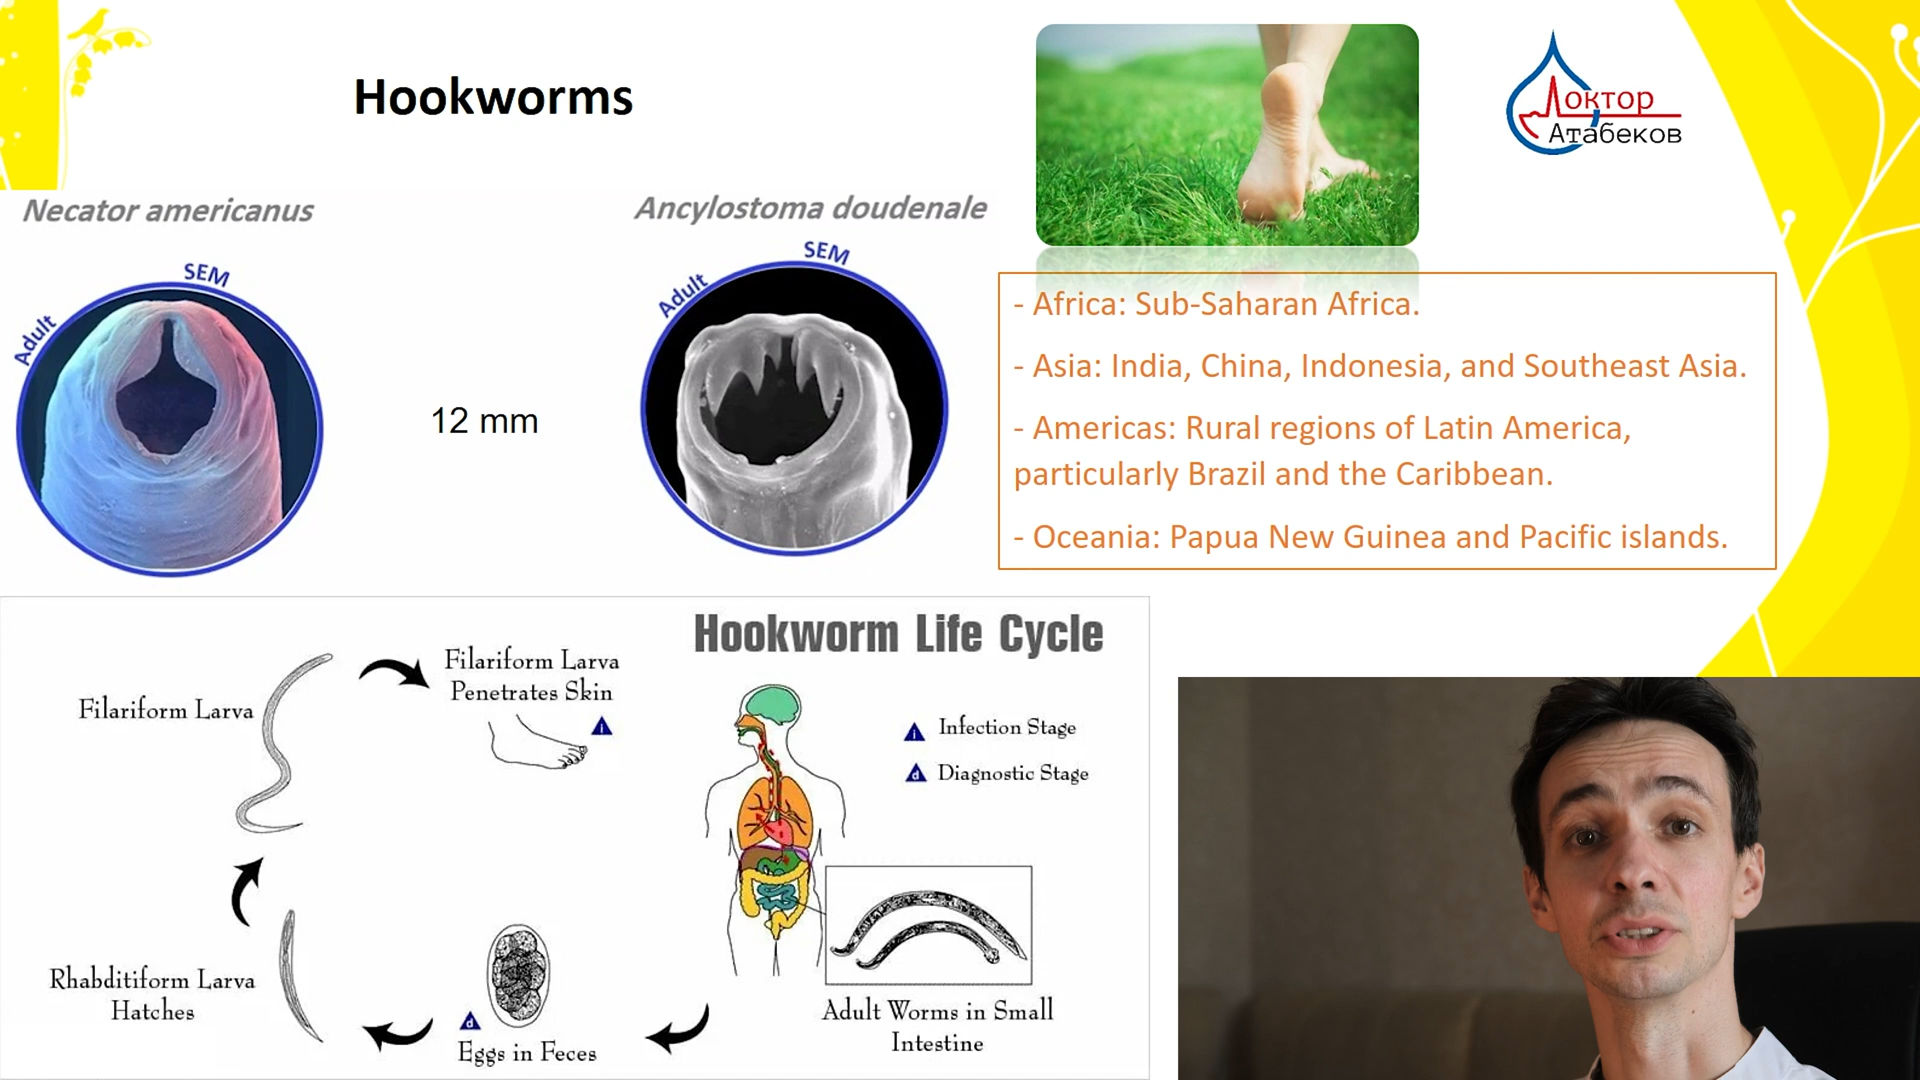 Hookworms
Доктор
Атабеков
Necator americanus
Adult
SEM
12 mm
Ancylostoma doudenale
Adult
SEM
- Africa: Sub-Saharan Africa.
- Asia: India, China, Indonesia, and Southeast Asia.
- Americas: Rural regions of Latin America,
particularly Brazil and the Caribbean.
- Oceania: Papua New Guinea and Pacific islands.
Hookworm Life Cycle
Filariform Larva
Filariform Larva
Penetrates Skin
i
i Infection Stage
d Diagnostic Stage
Adult Worms in Small
Intestine
d
Eggs in Feces
Rhabditiform Larva
Hatches